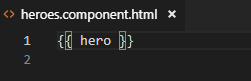 <> heroes.component.html ×
1 {{ hero }}
2